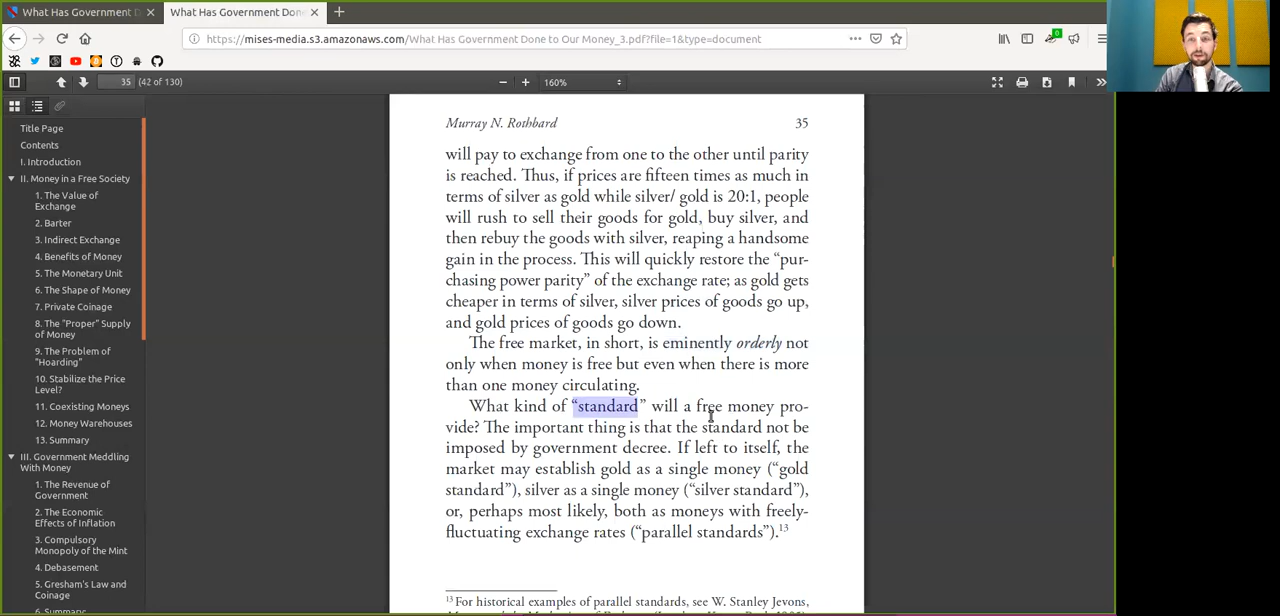 What Has Government D
What Has Government Done
https://mises-media.s3.amazonaws.com/What Has Government Done to Our Money_3.pdf?file=1&type=document
0
35 (42 of 130)
160%
Title Page
Contents
I. Introduction
II. Money in a Free Society
1. The Value of
Exchange
2. Barter
3. Indirect Exchange
4. Benefits of Money
5. The Monetary Unit
6. The Shape of Money
7. Private Coinage
8. The "Proper" Supply
of Money
9. The Problem of
"Hoarding"
10. Stabilize the Price
Level?
11. Coexisting Moneys
12. Money Warehouses
13. Summary
III. Government Meddling
With Money
1. The Revenue of
Government
2. The Economic
Effects of Inflation
3. Compulsory
Monopoly of the Mint
4. Debasement
5. Gresham's Law and
Coinage
6. Summary
Murray N. Rothbard 35
will pay to exchange from one to the other until parity
is reached. Thus, if prices are fifteen times as much in
terms of silver as gold while silver/ gold is 20:1, people
will rush to sell their goods for gold, buy silver, and
then rebuy the goods with silver, reaping a handsome
gain in the process. This will quickly restore the “pur-
chasing power parity” of the exchange rate; as gold gets
cheaper in terms of silver, silver prices of goods go up,
and gold prices of goods go down.
The free market, in short, is eminently orderly not
only when money is free but even when there is more
than one money circulating.
What kind of “standard” will a free money pro-
vide? The important thing is that the standard not be
imposed by government decree. If left to itself, the
market may establish gold as a single money (“gold
standard”), silver as a single money (“silver standard”),
or, perhaps most likely, both as moneys with freely-
fluctuating exchange rates (“parallel standards”).13
13 For historical examples of parallel standards, see W. Stanley Jevons,